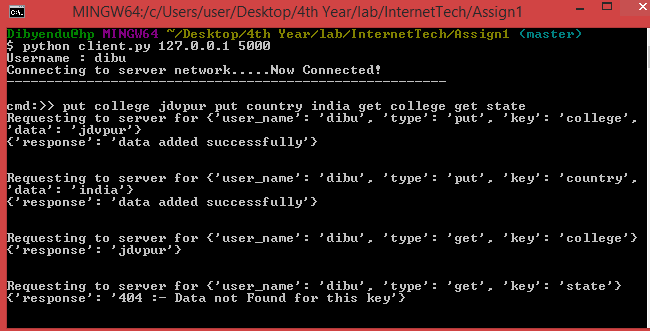 MINGW64:/c/Users/user/Desktop/4th Year/lab/InternetTech/Assign1
Dibyendu@hp MINGW64 ~/Desktop/4th Year/lab/InternetTech/Assign1 (master)
$ python client.py 127.0.0.1 5000
Username : dibu
Connecting to server network.....Now Connected!
-------------------------------------------------------
cmd:>> put college jdvpur put country india get college get state
Requesting to server for {'user_name': 'dibu', 'type': 'put', 'key': 'college',
'data': 'jdvpur'}
{'response': 'data added successfully'}
Requesting to server for {'user_name': 'dibu', 'type': 'put', 'key': 'country',
'data': 'india'}
{'response': 'data added successfully'}
Requesting to server for {'user_name': 'dibu', 'type': 'get', 'key': 'college'}
{'response': 'jdvpur'}
Requesting to server for {'user_name': 'dibu', 'type': 'get', 'key': 'state'}
{'response': '404 :- Data not Found for this key'}